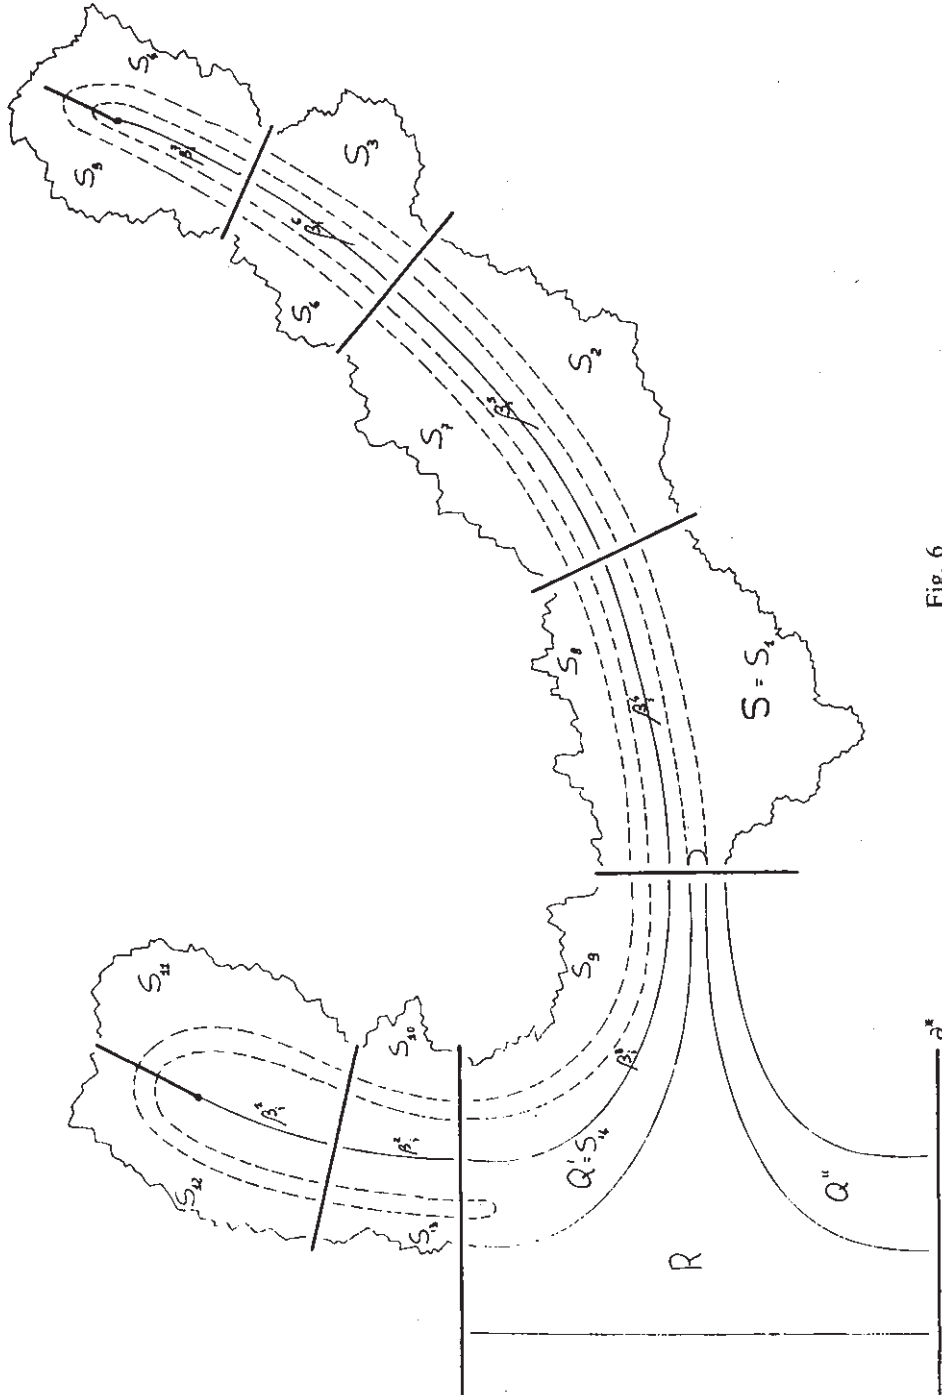 S₄
S₅
S₃
S₆
S₂
S₇
S₈
S = S₁
S₉
S₁₀
S₁₁
S₁₂
S₁₃
Q' = S₁₄
Q"
R
∂*
Fig. 6